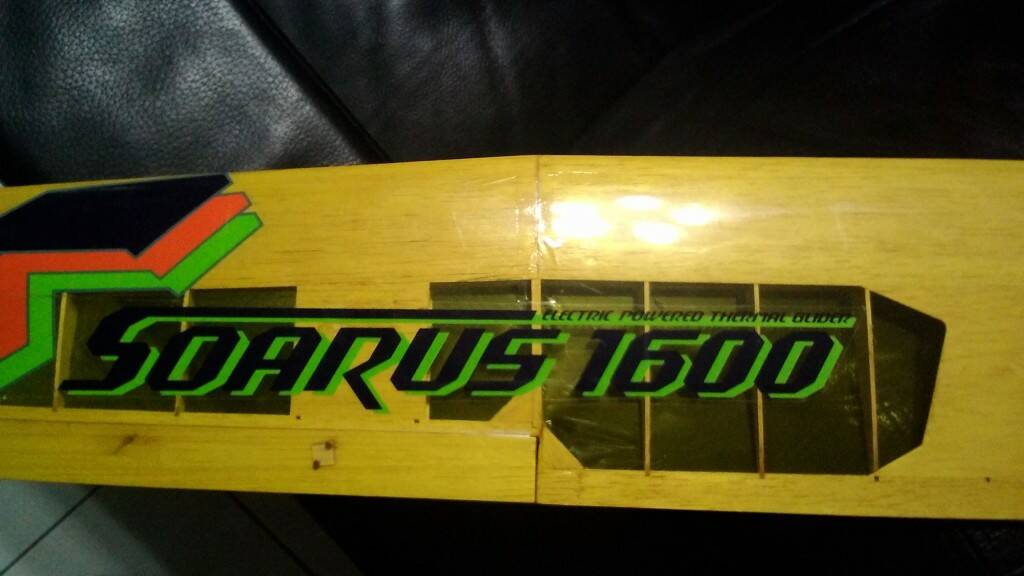 ELECTRIC POWERED THERMAL GLIDER
SOARUS 1600